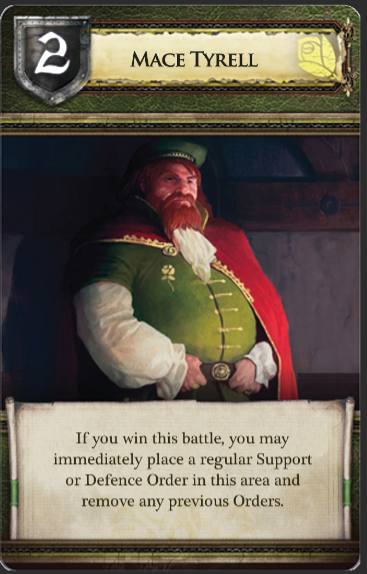 2
Mace Tyrell
If you win this battle, you may
immediately place a regular Support
or Defence Order in this area and
remove any previous Orders.